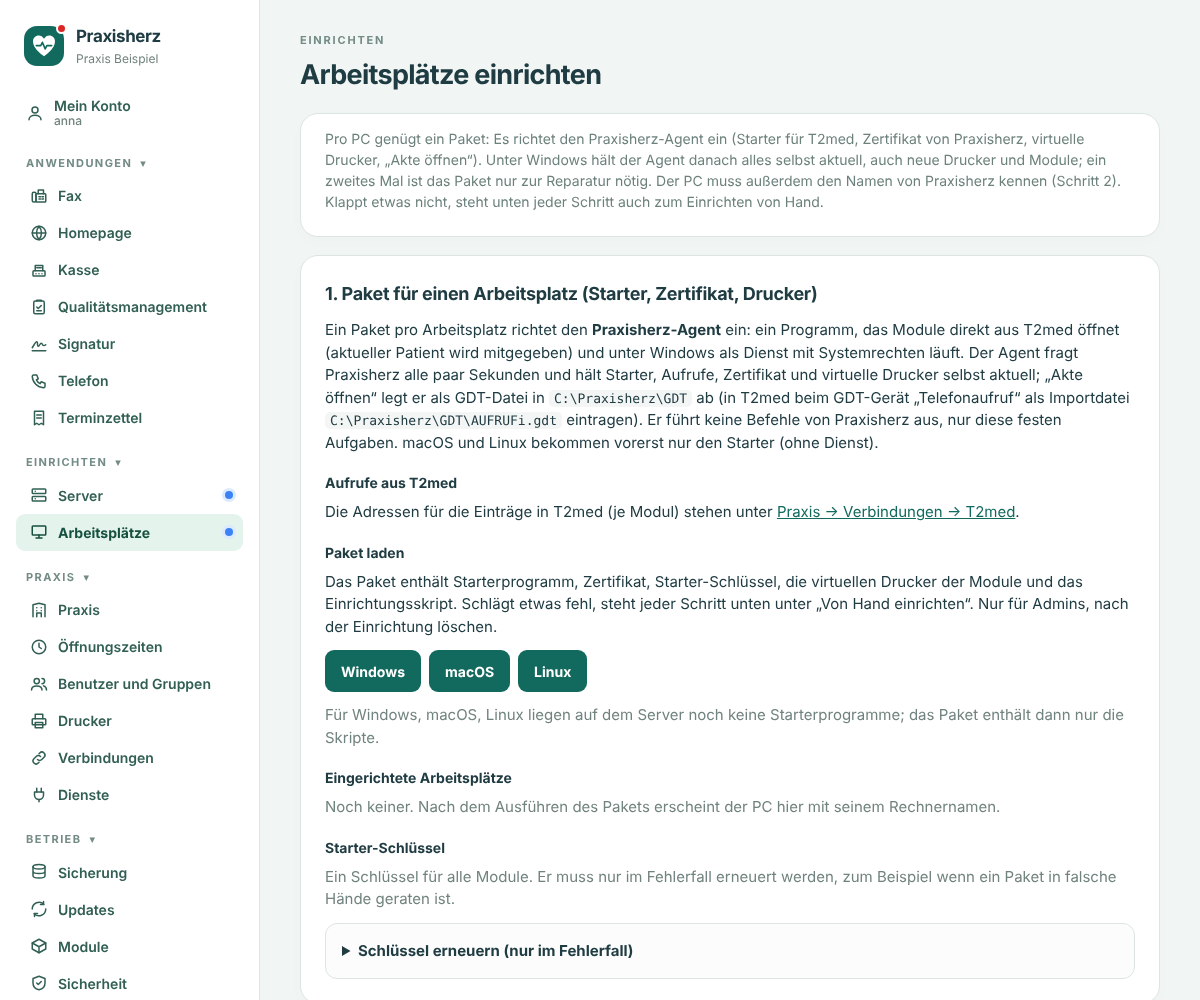 Praxisherz
Praxis Beispiel
Mein Konto
anna
ANWENDUNGEN ▾
Fax
Homepage
Kasse
Qualitätsmanagement
Signatur
Telefon
Terminzettel
EINRICHTEN ▾
Server
Arbeitsplätze
PRAXIS ▾
Praxis
Öffnungszeiten
Benutzer und Gruppen
Drucker
Verbindungen
Dienste
BETRIEB ▾
Sicherung
Updates
Module
Sicherheit
EINRICHTEN
Arbeitsplätze einrichten
Pro PC genügt ein Paket: Es richtet den Praxisherz-Agent ein (Starter für T2med, Zertifikat von Praxisherz, virtuelle
Drucker, „Akte öffnen“). Unter Windows hält der Agent danach alles selbst aktuell, auch neue Drucker und Module; ein
zweites Mal ist das Paket nur zur Reparatur nötig. Der PC muss außerdem den Namen von Praxisherz kennen (Schritt 2).
Klappt etwas nicht, steht unten jeder Schritt auch zum Einrichten von Hand.
1. Paket für einen Arbeitsplatz (Starter, Zertifikat, Drucker)
Ein Paket pro Arbeitsplatz richtet den Praxisherz-Agent ein: ein Programm, das Module direkt aus T2med öffnet
(aktueller Patient wird mitgegeben) und unter Windows als Dienst mit Systemrechten läuft. Der Agent fragt
Praxisherz alle paar Sekunden und hält Starter, Aufrufe, Zertifikat und virtuelle Drucker selbst aktuell; „Akte
öffnen“ legt er als GDT-Datei in C:\Praxisherz\GDT ab (in T2med beim GDT-Gerät „Telefonaufruf“ als Importdatei
C:\Praxisherz\GDT\AUFRUFi.gdt eintragen). Er führt keine Befehle von Praxisherz aus, nur diese festen
Aufgaben. macOS und Linux bekommen vorerst nur den Starter (ohne Dienst).
Aufrufe aus T2med
Die Adressen für die Einträge in T2med (je Modul) stehen unter Praxis → Verbindungen → T2med.
Paket laden
Das Paket enthält Starterprogramm, Zertifikat, Starter-Schlüssel, die virtuellen Drucker der Module und das
Einrichtungsskript. Schlägt etwas fehl, steht jeder Schritt unten unter „Von Hand einrichten“. Nur für Admins, nach
der Einrichtung löschen.
Windows macOS Linux
Für Windows, macOS, Linux liegen auf dem Server noch keine Starterprogramme; das Paket enthält dann nur die
Skripte.
Eingerichtete Arbeitsplätze
Noch keiner. Nach dem Ausführen des Pakets erscheint der PC hier mit seinem Rechnernamen.
Starter-Schlüssel
Ein Schlüssel für alle Module. Er muss nur im Fehlerfall erneuert werden, zum Beispiel wenn ein Paket in falsche
Hände geraten ist.
▶ Schlüssel erneuern (nur im Fehlerfall)